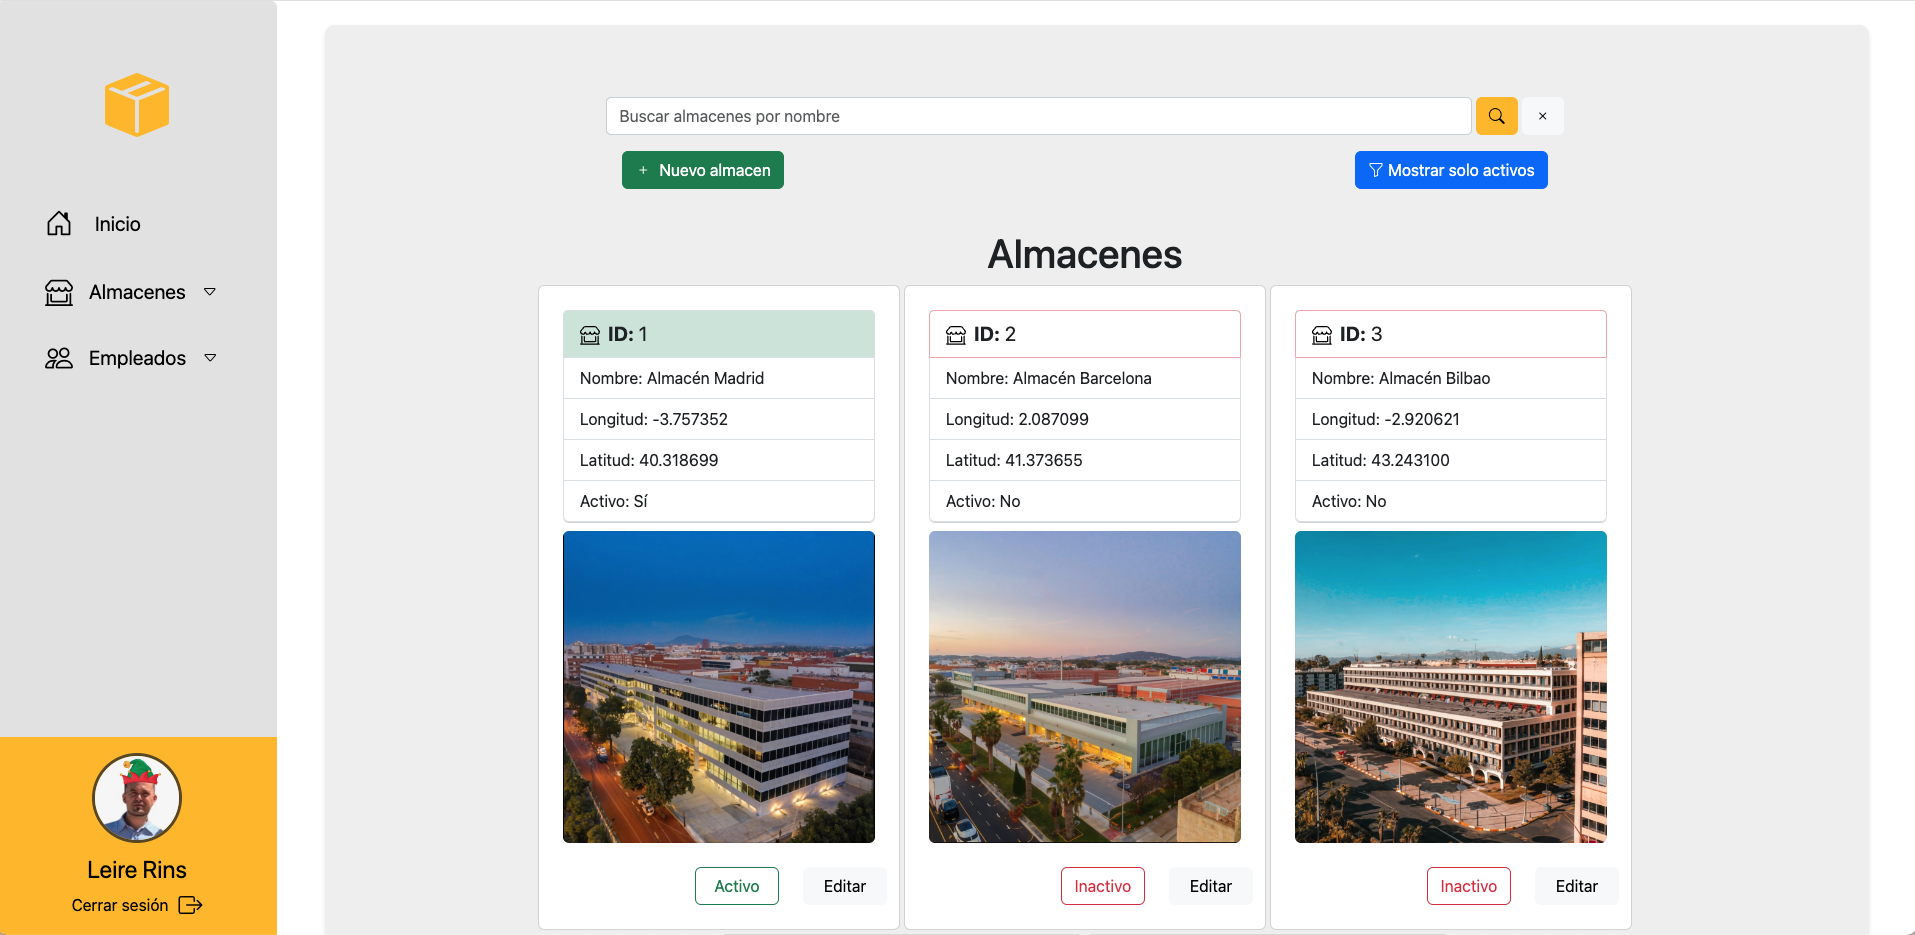 Inicio
Almacenes
Empleados
Leire Rins
Cerrar sesión
Buscar almacenes por nombre
×
+ Nuevo almacen
Mostrar solo activos
Almacenes
ID: 1
Nombre: Almacén Madrid
Longitud: -3.757352
Latitud: 40.318699
Activo: Sí
Activo
Editar
ID: 2
Nombre: Almacén Barcelona
Longitud: 2.087099
Latitud: 41.373655
Activo: No
Inactivo
Editar
ID: 3
Nombre: Almacén Bilbao
Longitud: -2.920621
Latitud: 43.243100
Activo: No
Inactivo
Editar